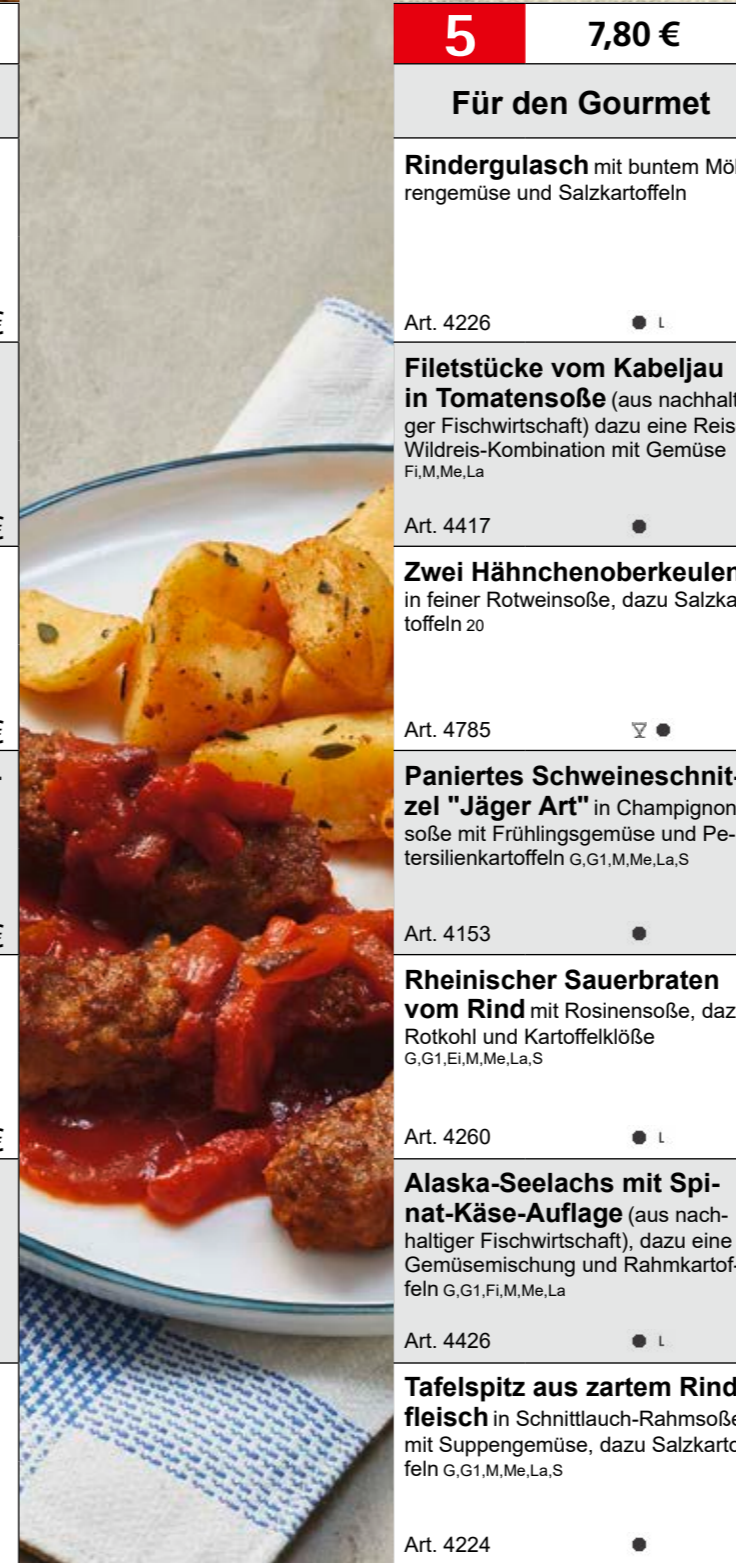 5 7,80 €
Für den Gourmet
Rindergulasch mit buntem Möh
rengemüse und Salzkartoffeln
€
Art. 4226 L
Filetstücke vom Kabeljau
in Tomatensoße (aus nachhalt
ger Fischwirtschaft) dazu eine Reis
Wildreis-Kombination mit Gemüse
Fi,M,Me,La
€
Art. 4417
Zwei Hähnchenoberkeulen
in feiner Rotweinsoße, dazu Salzka
toffeln 20
€
Art. 4785
Paniertes Schweineschnit-
zel "Jäger Art" in Champignon
soße mit Frühlingsgemüse und Pe-
tersilienkartoffeln G,G1,M,Me,La,S
€
Art. 4153
Rheinischer Sauerbraten
vom Rind mit Rosinensoße, daz
Rotkohl und Kartoffelklöße
G,G1,Ei,M,Me,La,S
€
Art. 4260 L
Alaska-Seelachs mit Spi-
nat-Käse-Auflage (aus nach-
haltiger Fischwirtschaft), dazu eine
Gemüsemischung und Rahmkartof-
feln G,G1,Fi,M,Me,La
Art. 4426 L
Tafelspitz aus zartem Rind
fleisch in Schnittlauch-Rahmsoße
mit Suppengemüse, dazu Salzkarto
feln G,G1,M,Me,La,S
Art. 4224